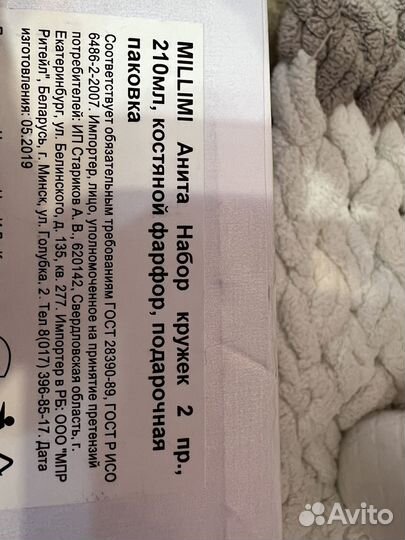 MILLIMI Анита Набор кружек 2 пр.,
210мл, костяной фарфор, подарочная
паковка
Соответствует обязательным требованиям ГОСТ 28390-89, ГОСТ Р ИСО
6486-2-2007. Импортер, лицо, уполномоченное на принятие претензий
потребителей: ИП Стариков А. В., 620142, Свердловская область, г.
Екатеринбург, ул. Белинского, д. 135, кв. 277. Импортер в РБ: ООО "МПР
Ритейл", Беларусь, г. Минск, ул. Голубка. 2. Тел 8(017) 396-85-17. Дата
изготовления: 05.2019
Avito